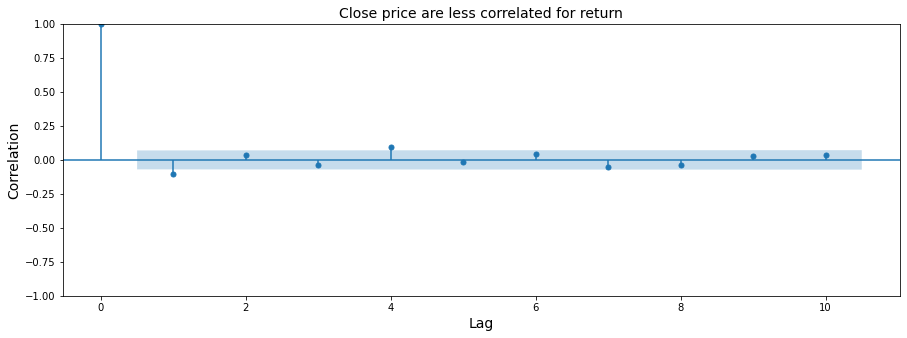 Close price are less correlated for return
1.00
0.75
0.50
0.25
0.00
−0.25
−0.50
−0.75
−1.00
Correlation
0 2 4 6 8 10
Lag